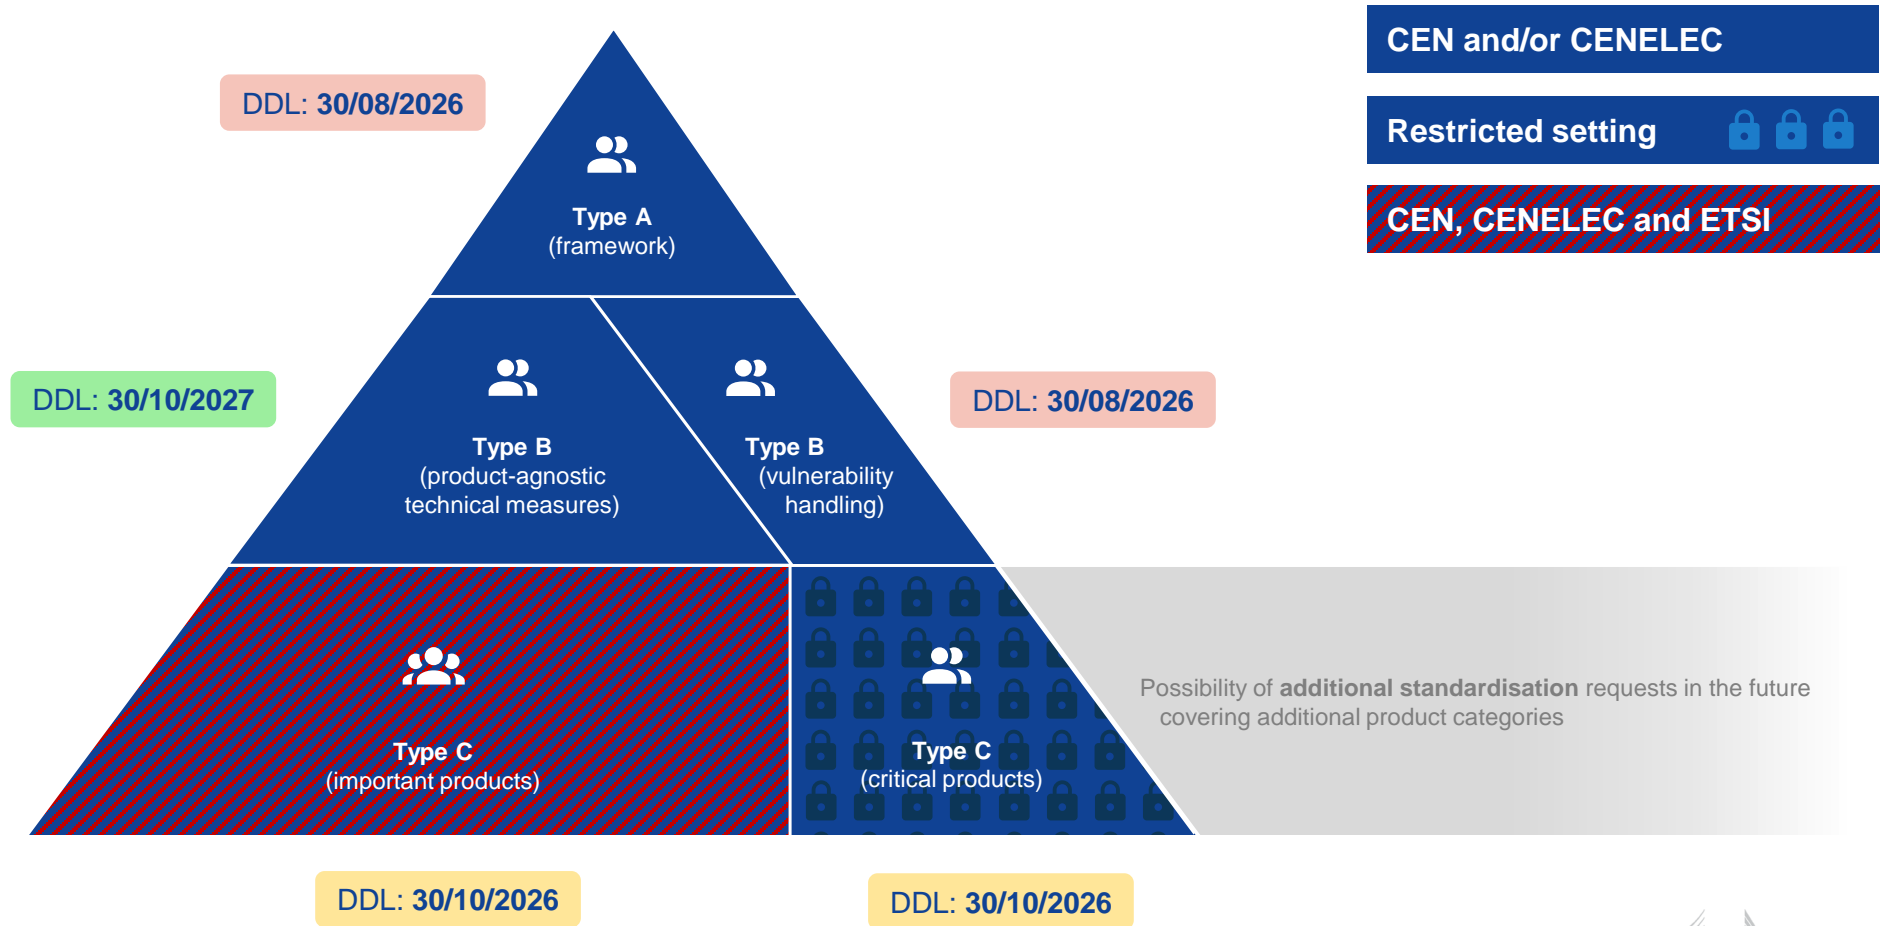 CEN and/or CENELEC
DDL: 30/08/2026
Restricted setting
Type A
(framework)
CEN, CENELEC and ETSI
DDL: 30/10/2027
DDL: 30/08/2026
Type B
(product-agnostic
technical measures)
Type B
(vulnerability
handling)
Possibility of additional standardisation requests in the future
covering additional product categories
Type C
(important products)
Type C
(critical products)
DDL: 30/10/2026
DDL: 30/10/2026